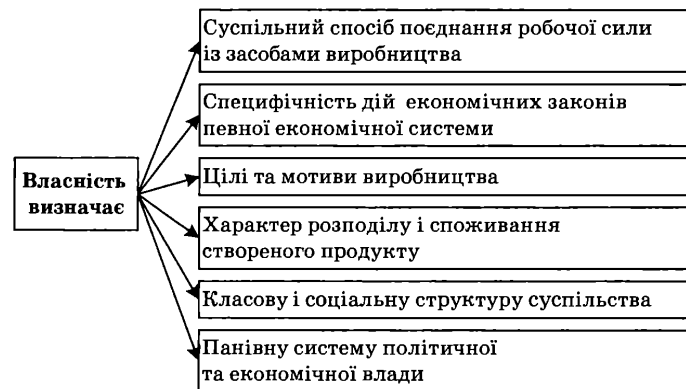 Суспільний спосіб поєднання робочої сили
із засобами виробництва
Специфічність дій економічних законів
певної економічної системи
Власність
визначає
Цілі та мотиви виробництва
Характер розподілу і споживання
створеного продукту
Класову і соціальну структуру суспільства
Панівну систему політичної
та економічної влади